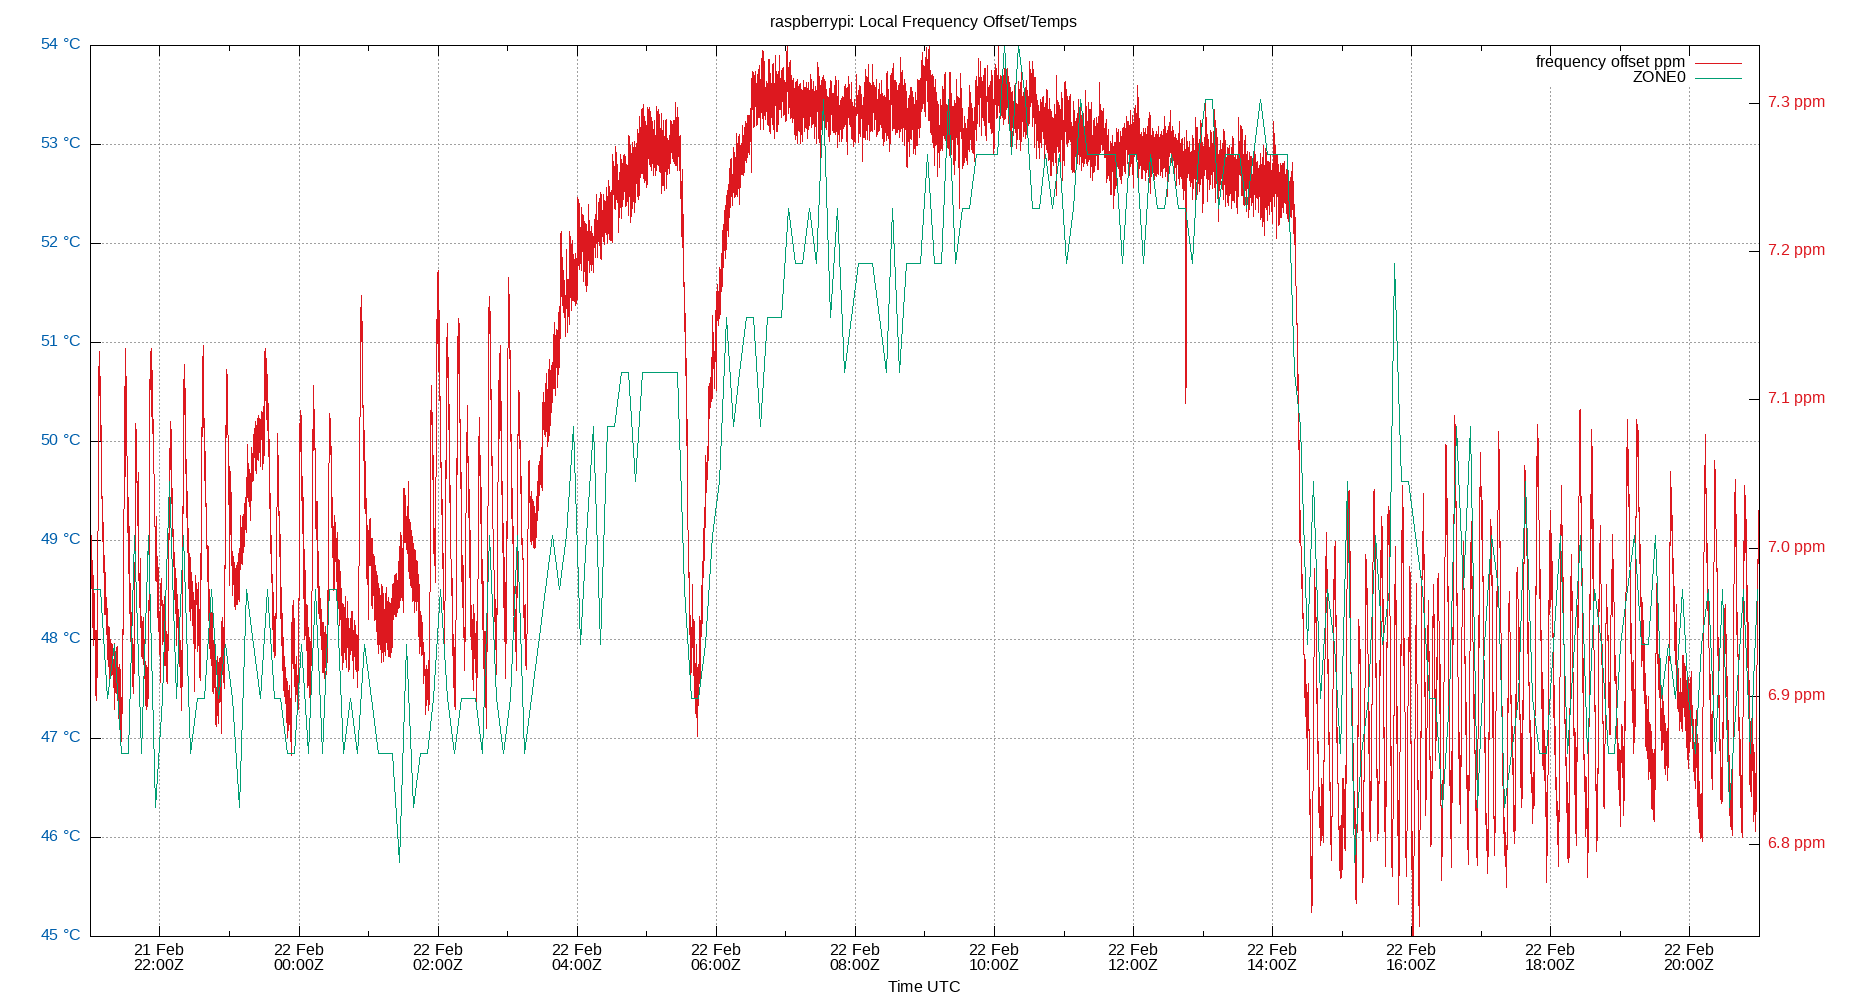 raspberrypi: Local Frequency Offset/Temps
frequency offset ppm
ZONE0
54 °C
53 °C
52 °C
51 °C
50 °C
49 °C
48 °C
47 °C
46 °C
45 °C
7.3 ppm
7.2 ppm
7.1 ppm
7.0 ppm
6.9 ppm
6.8 ppm
21 Feb 22 Feb 22 Feb 22 Feb 22 Feb 22 Feb 22 Feb 22 Feb 22 Feb 22 Feb 22 Feb 22 Feb
22:00Z 00:00Z 02:00Z 04:00Z 06:00Z 08:00Z 10:00Z 12:00Z 14:00Z 16:00Z 18:00Z 20:00Z
Time UTC